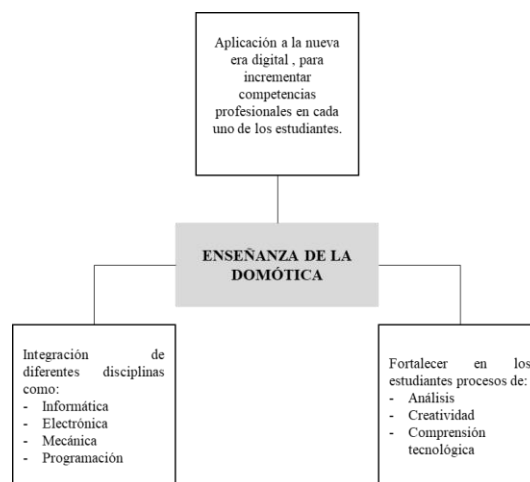 Aplicación a la nueva
era digital , para
incrementar
competencias
profesionales en cada
uno de los estudiantes.
ENSEÑANZA DE LA
DOMÓTICA
Integración de
diferentes disciplinas
como:
- Informática
- Electrónica
- Mecánica
- Programación
Fortalecer en los
estudiantes procesos de:
- Análisis
- Creatividad
- Comprensión
tecnológica